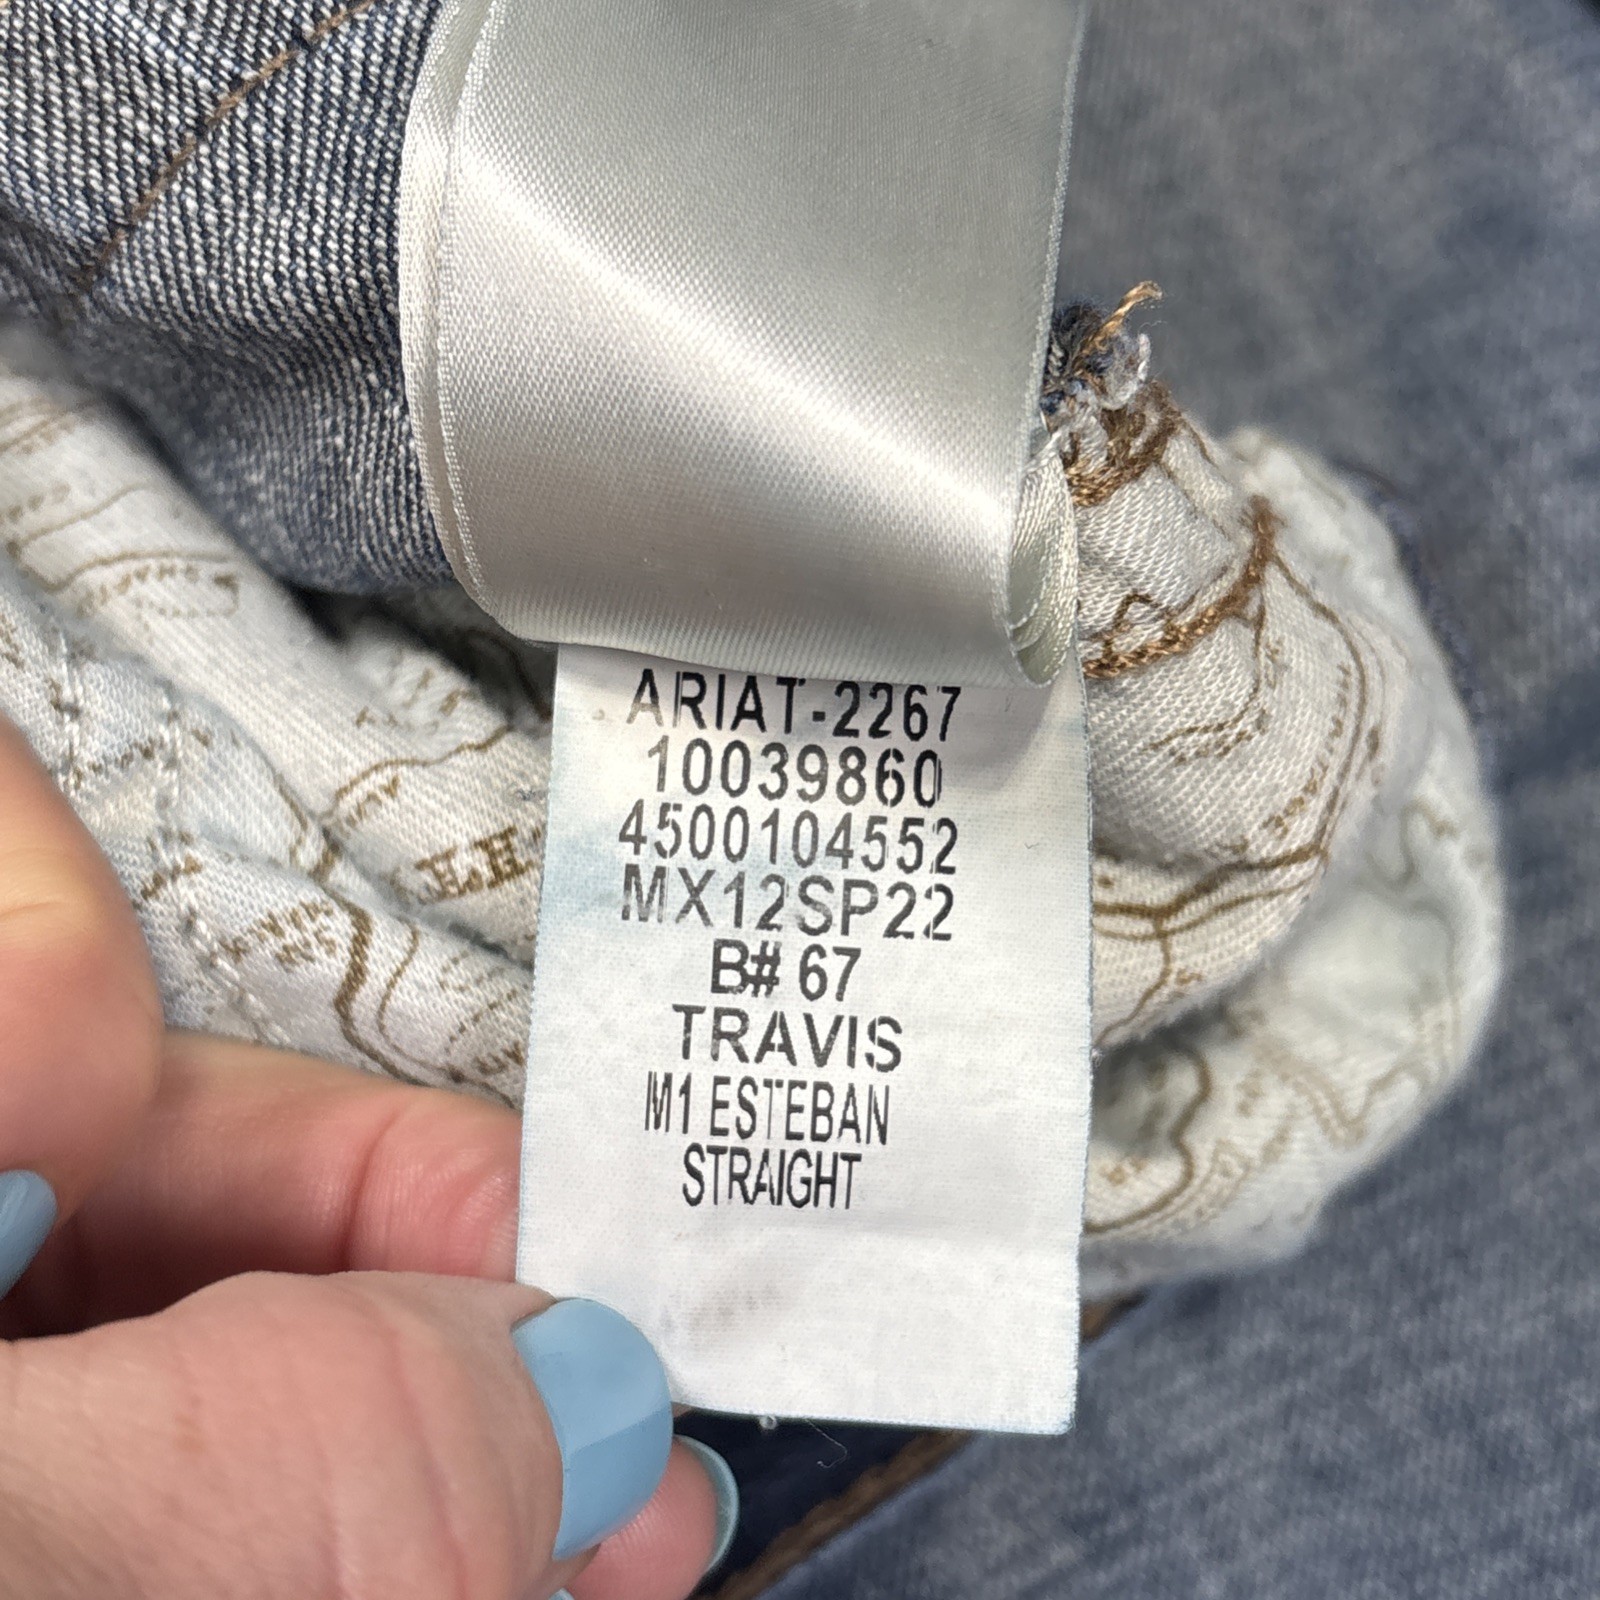 ARIAT-2267
10039860
4500104552
MX12SP22
B# 67
TRAVIS
M1 ESTEBAN
STRAIGHT